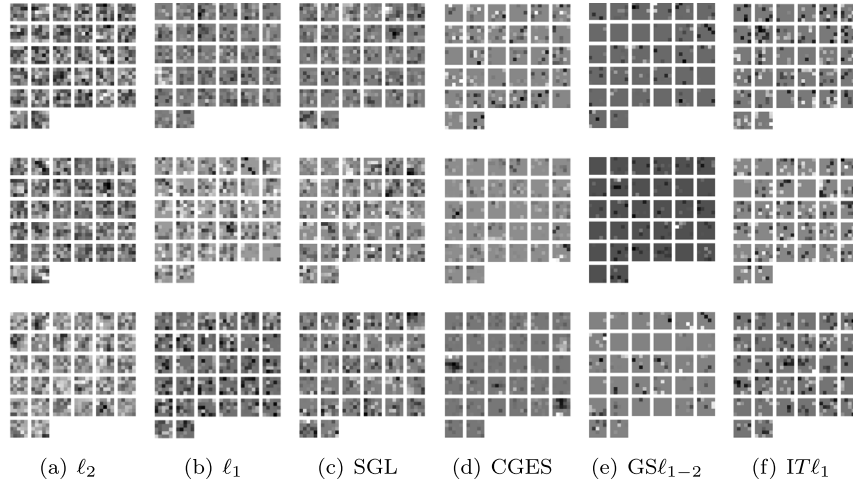 (a) ℓ₂ (b) ℓ₁ (c) SGL (d) CGES (e) GSℓ₁₋₂ (f) ITℓ₁